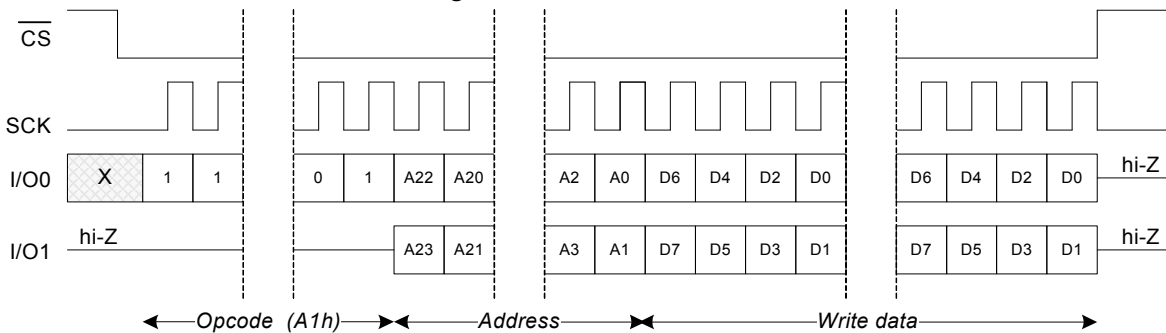 CS
SCK
I/O0 X 1 1 0 1 A22 A20 A2 A0 D6 D4 D2 D0 D6 D4 D2 D0 hi-Z
I/O1 hi-Z A23 A21 A3 A1 D7 D5 D3 D1 D7 D5 D3 D1 hi-Z
Opcode (A1h) Address Write data